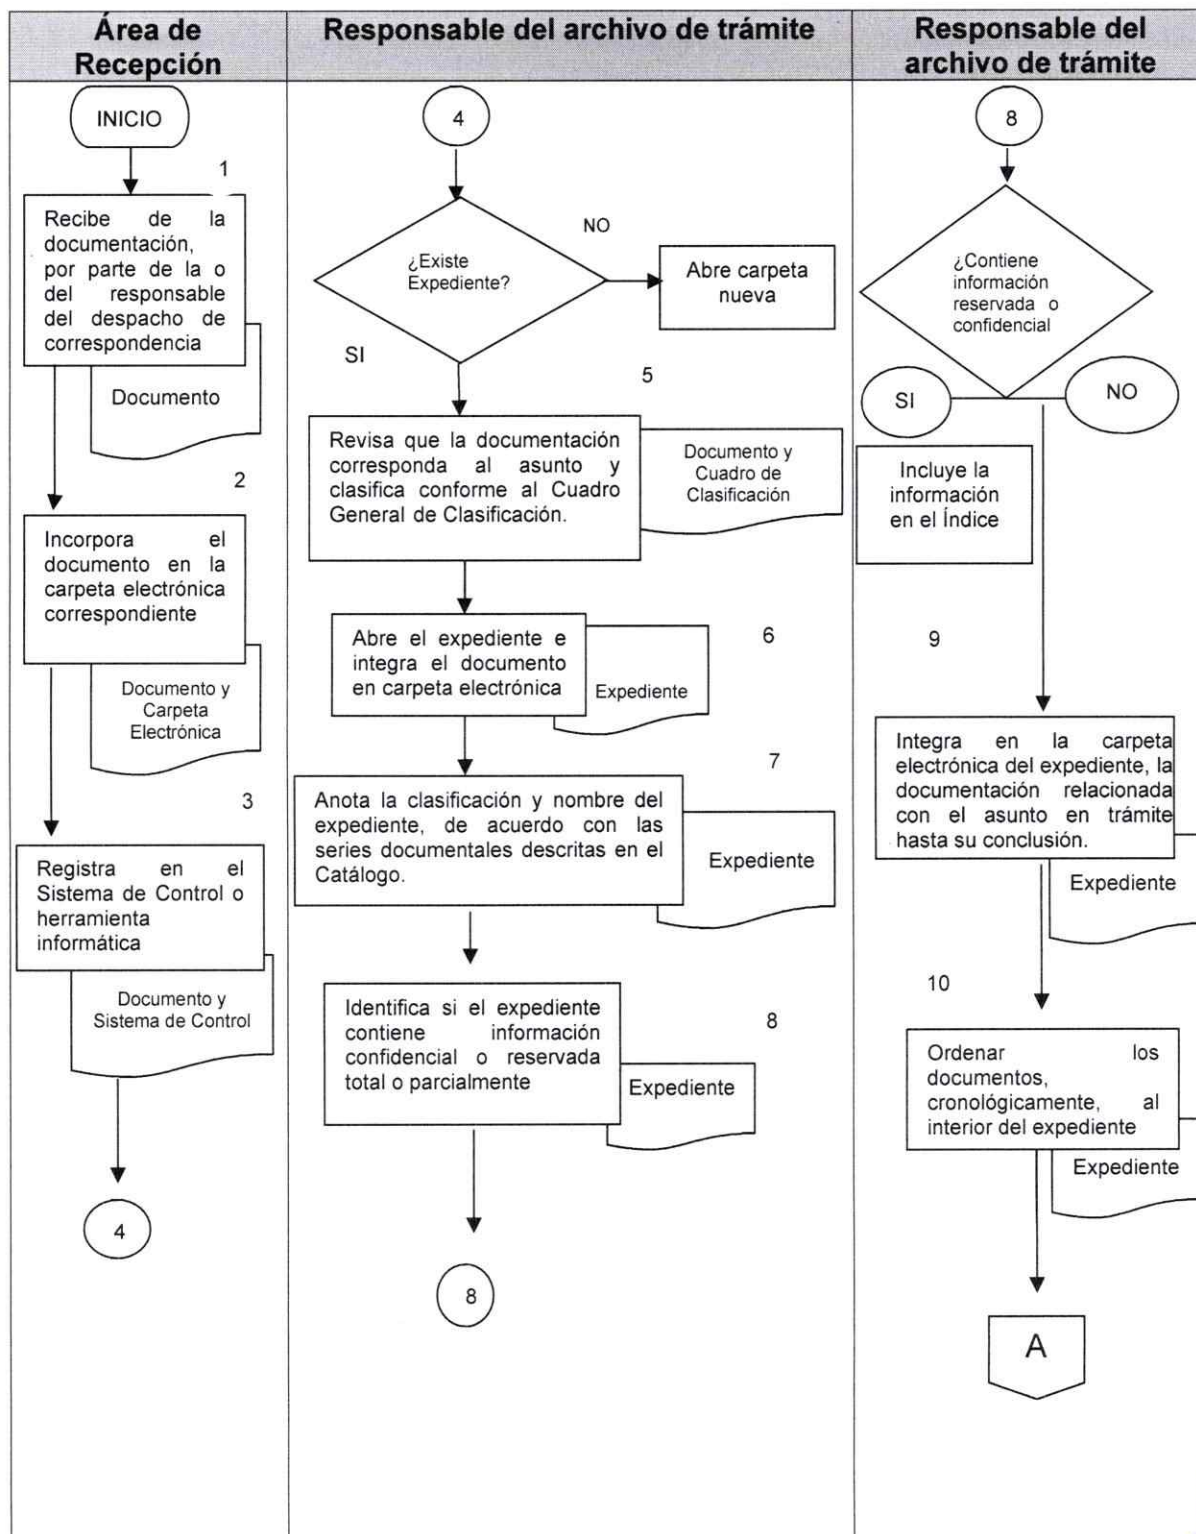 Área de
Recepción
INICIO
1
Recibe de la
documentación,
por parte de la o
del responsable
del despacho de
correspondencia
Documento
2
Incorpora el
documento en la
carpeta electrónica
correspondiente
Documento y
Carpeta
Electrónica
3
Registra en el
Sistema de Control o
herramienta
informática
Documento y
Sistema de Control
4
Responsable del archivo de trámite
4
¿Existe
Expediente?
NO
Abre carpeta
nueva
SI
5
Revisa que la documentación
corresponda al asunto y
clasifica conforme al Cuadro
General de Clasificación.
Documento y
Cuadro de
Clasificación
6
Abre el expediente e
integra el documento
en carpeta electrónica
Expediente
7
Anota la clasificación y nombre del
expediente, de acuerdo con las
series documentales descritas en el
Catálogo.
Expediente
8
Identifica si el expediente
contiene información
confidencial o reservada
total o parcialmente
Expediente
8
Responsable del
archivo de trámite
8
¿Contiene
información
reservada o
confidencial
SI
NO
Incluye la
información
en el Índice
9
Integra en la carpeta
electrónica del expediente, la
documentación relacionada
con el asunto en trámite
hasta su conclusión.
Expediente
10
Ordenar los
documentos,
cronológicamente, al
interior del expediente
Expediente
A